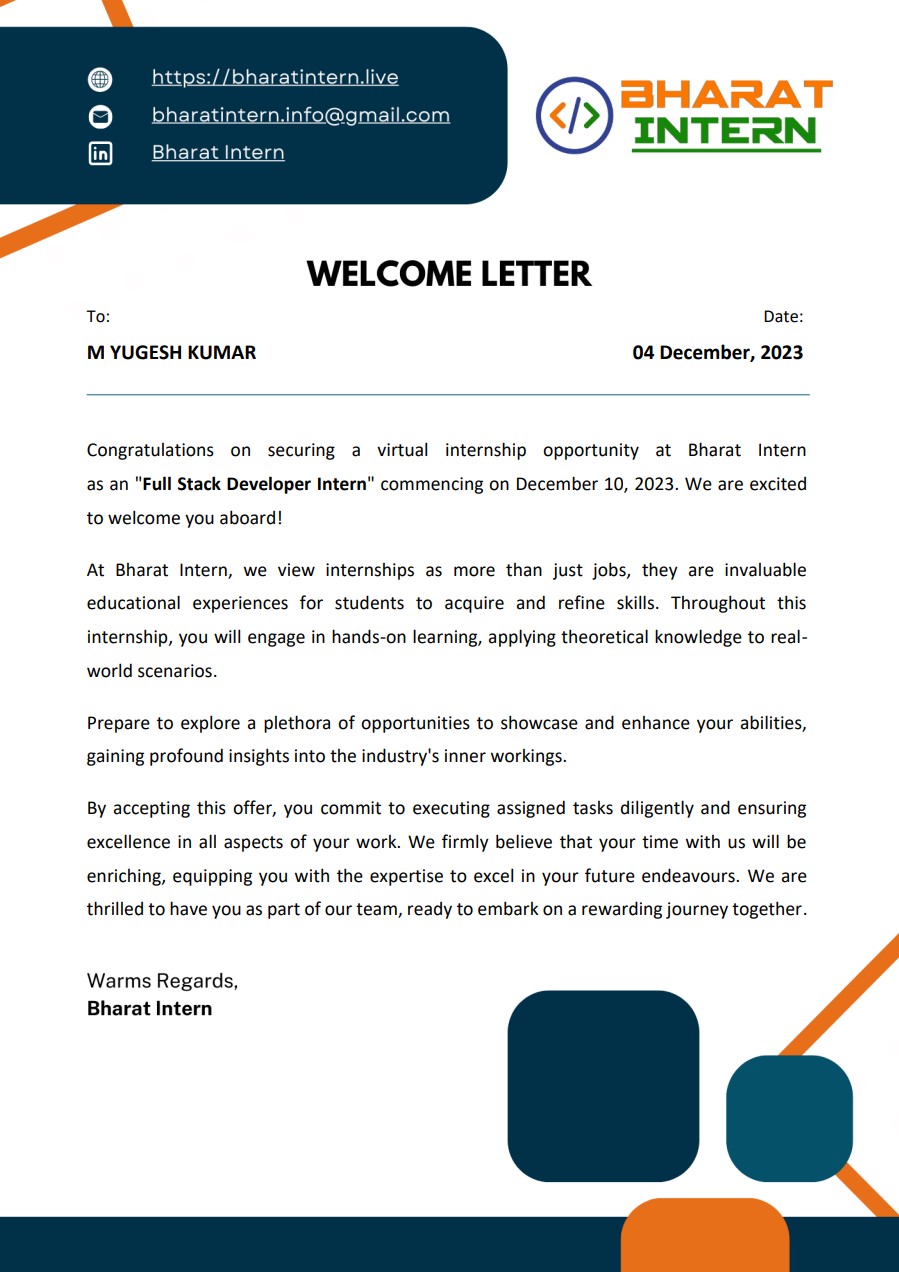 https://bharatintern.live
bharatintern.info@gmail.com
in
Bharat Intern
</>
BHARAT
INTERN
WELCOME LETTER
To:
Date:
M YUGESH KUMAR
04 December, 2023
Congratulations on securing a virtual internship opportunity at Bharat Intern
as an "Full Stack Developer Intern" commencing on December 10, 2023. We are excited
to welcome you aboard!
At Bharat Intern, we view internships as more than just jobs, they are invaluable
educational experiences for students to acquire and refine skills. Throughout this
internship, you will engage in hands-on learning, applying theoretical knowledge to real-
world scenarios.
Prepare to explore a plethora of opportunities to showcase and enhance your abilities,
gaining profound insights into the industry's inner workings.
By accepting this offer, you commit to executing assigned tasks diligently and ensuring
excellence in all aspects of your work. We firmly believe that your time with us will be
enriching, equipping you with the expertise to excel in your future endeavours. We are
thrilled to have you as part of our team, ready to embark on a rewarding journey together.
Warms Regards,
Bharat Intern